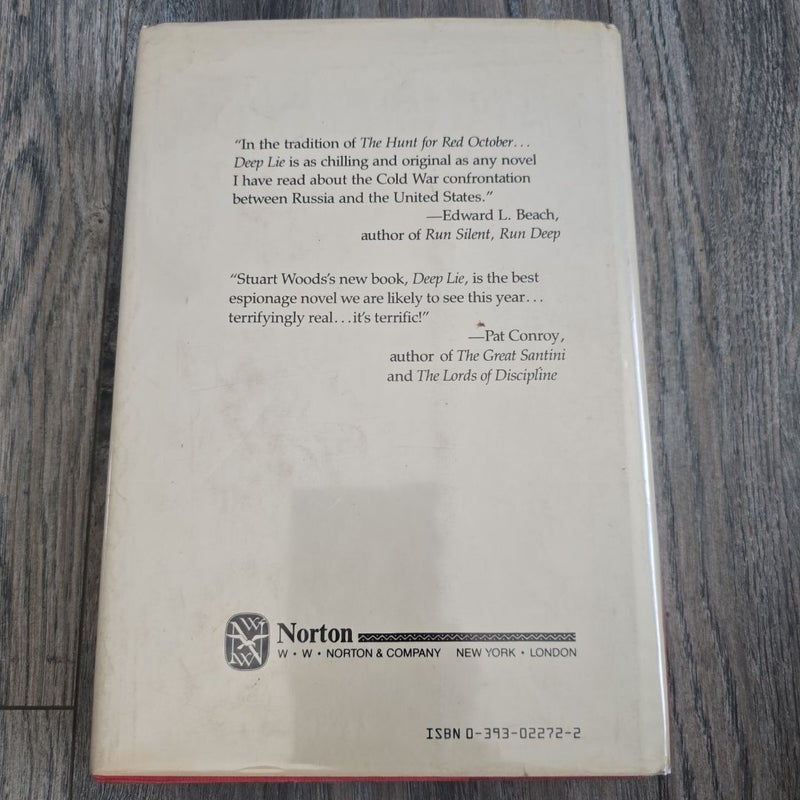 "In the tradition of The Hunt for Red October...
Deep Lie is as chilling and original as any novel
I have read about the Cold War confrontation
between Russia and the United States."
—Edward L. Beach,
author of Run Silent, Run Deep
"Stuart Woods's new book, Deep Lie, is the best
espionage novel we are likely to see this year...
terrifyingly real...it's terrific!"
—Pat Conroy,
author of The Great Santini
and The Lords of Discipline
Norton
W • W • NORTON & COMPANY NEW YORK • LONDON
ISBN 0-393-02272-2